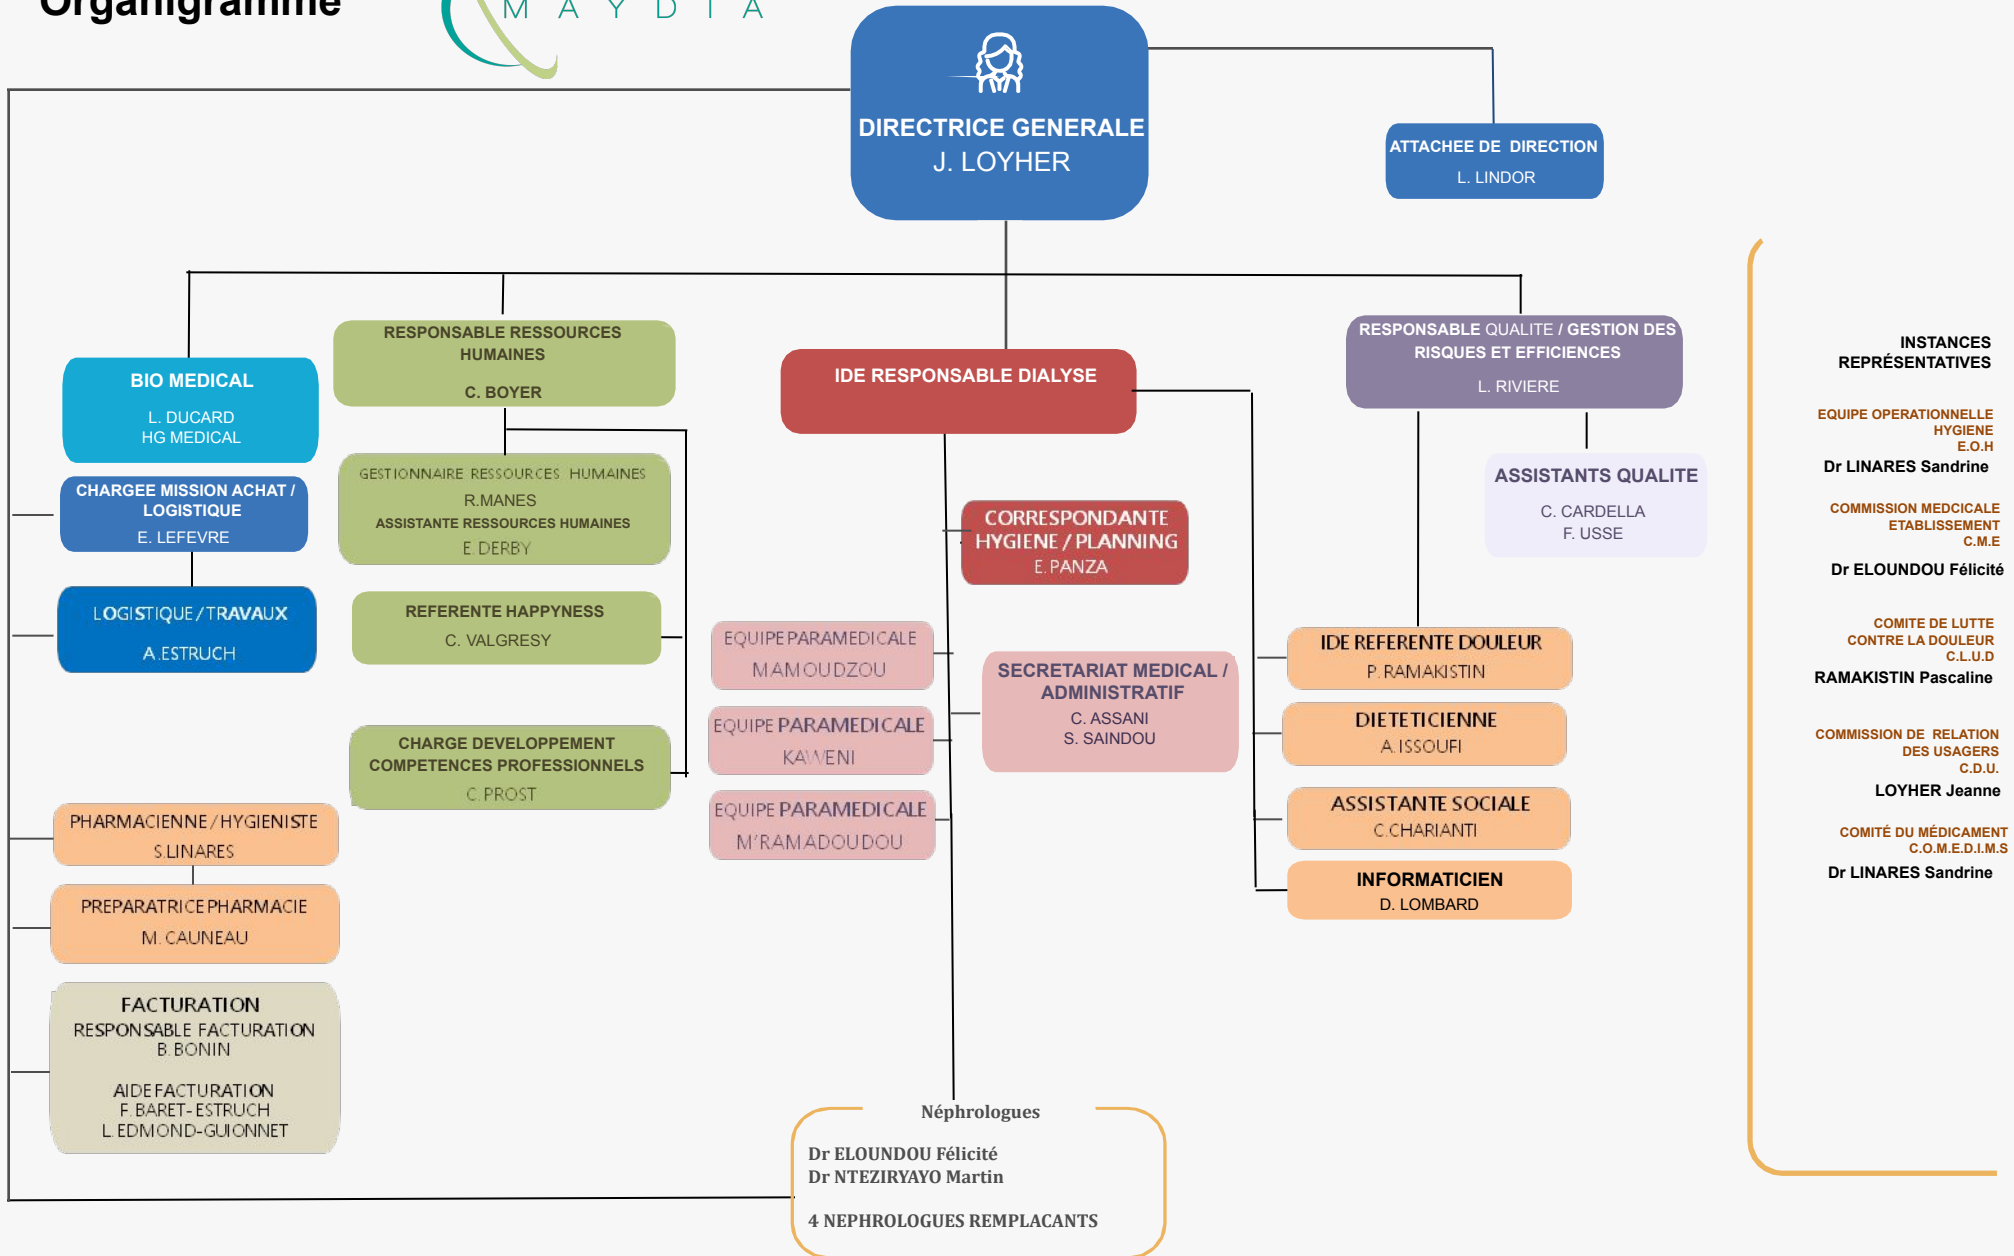 Organigramme
MAYDIA
DIRECTRICE GENERALE
J. LOYHER
ATTACHEE DE DIRECTION
L. LINDOR
BIO MEDICAL
L. DUCARD
HG MEDICAL
CHARGEE MISSION ACHAT /
LOGISTIQUE
E. LEFEVRE
LOGISTIQUE / TRAVAUX
A.ESTRUCH
PHARMACIENNE / HYGIENISTE
S.LINARES
PREPARATRICE PHARMACIE
M. CAUNEAU
FACTURATION
RESPONSABLE FACTURATION
B. BONIN
AIDE FACTURATION
F. BARET- ESTRUCH
L. EDMOND-GUIONNET
RESPONSABLE RESSOURCES
HUMAINES
C. BOYER
GESTIONNAIRE RESSOURCES HUMAINES
R.MANES
ASSISTANTE RESSOURCES HUMAINES
E. DERBY
REFERENTE HAPPYNESS
C. VALGRESY
CHARGE DEVELOPPEMENT
COMPETENCES PROFESSIONNELS
C. PROST
IDE RESPONSABLE DIALYSE
CORRESPONDANTE
HYGIENE / PLANNING
E. PANZA
EQUIPE PARAMEDICALE
MAMOUDZOU
EQUIPE PARAMEDICALE
KAWENI
EQUIPE PARAMEDICALE
M'RAMADOUDOU
SECRETARIAT MEDICAL /
ADMINISTRATIF
C. ASSANI
S. SAINDOU
RESPONSABLE QUALITE / GESTION DES
RISQUES ET EFFICIENCES
L. RIVIERE
ASSISTANTS QUALITE
C. CARDELLA
F. USSE
IDE REFERENTE DOULEUR
P. RAMAKISTIN
DIETETICIENNE
A. ISSOUFI
ASSISTANTE SOCIALE
C.CHARIANTI
INFORMATICIEN
D. LOMBARD
Néphrologues
Dr ELOUNDOU Félicité
Dr NTEZIRYAYO Martin
4 NEPHROLOGUES REMPLACANTS
INSTANCES
REPRÉSENTATIVES
EQUIPE OPERATIONNELLE
HYGIENE
E.O.H
Dr LINARES Sandrine
COMMISSION MEDCICALE
ETABLISSEMENT
C.M.E
Dr ELOUNDOU Félicité
COMITE DE LUTTE
CONTRE LA DOULEUR
C.L.U.D
RAMAKISTIN Pascaline
COMMISSION DE RELATION
DES USAGERS
C.D.U.
LOYHER Jeanne
COMITÉ DU MÉDICAMENT
C.O.M.E.D.I.M.S
Dr LINARES Sandrine